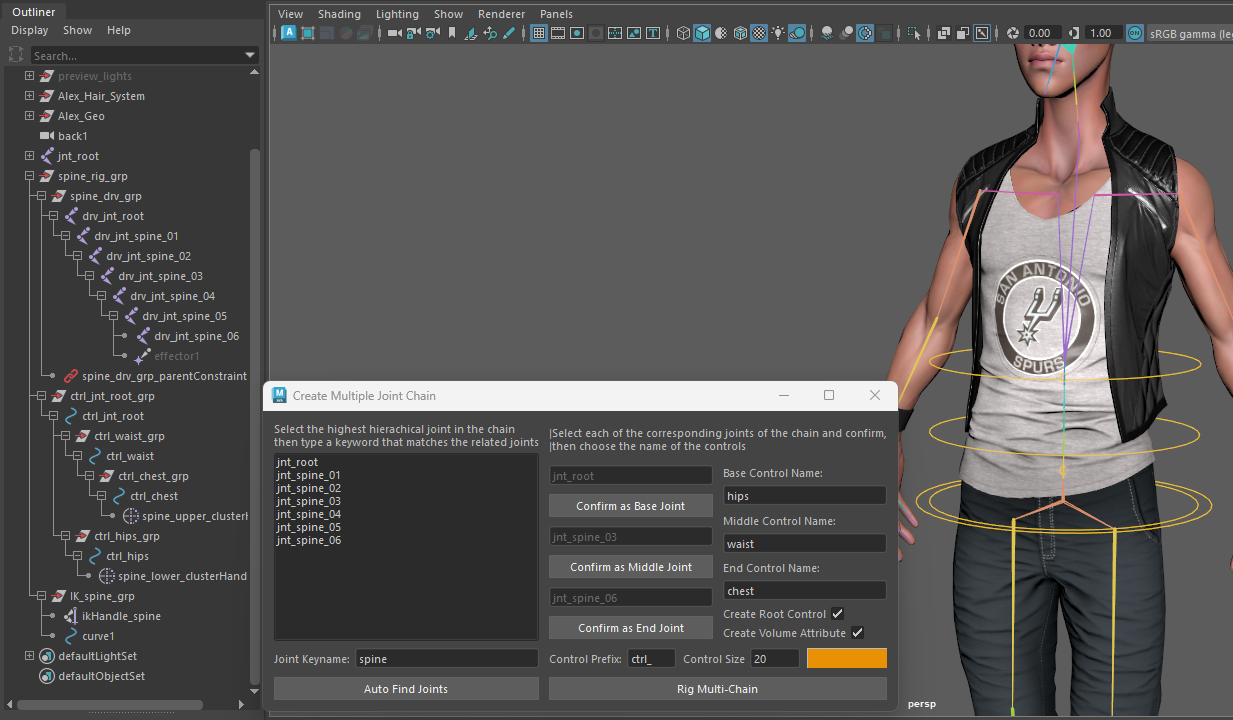 Outliner
Display Show Help
Search...
preview_lights
Alex_Hair_System
Alex_Geo
back1
jnt_root
spine_rig_grp
spine_drv_grp
drv_jnt_root
drv_jnt_spine_01
drv_jnt_spine_02
drv_jnt_spine_03
drv_jnt_spine_04
drv_jnt_spine_05
drv_jnt_spine_06
effector1
spine_drv_grp_parentConstraint
ctrl_jnt_root_grp
ctrl_jnt_root
ctrl_waist_grp
ctrl_waist
ctrl_chest_grp
ctrl_chest
spine_upper_clusterH
ctrl_hips_grp
ctrl_hips
spine_lower_clusterHand
IK_spine_grp
ikHandle_spine
curve1
defaultLightSet
defaultObjectSet
View Shading Lighting Show Renderer Panels
0.00 1.00 ON sRGB gamma (le
SAN ANTONIO
SPURS
Create Multiple Joint Chain
Select the highest hierachical joint in the chain
then type a keyword that matches the related joints
jnt_root
jnt_spine_01
jnt_spine_02
jnt_spine_03
jnt_spine_04
jnt_spine_05
jnt_spine_06
Joint Keyname: spine
Auto Find Joints
|Select each of the corresponding joints of the chain and confirm,
|then choose the name of the controls
jnt_root
Confirm as Base Joint
jnt_spine_03
Confirm as Middle Joint
jnt_spine_06
Confirm as End Joint
Base Control Name:
hips
Middle Control Name:
waist
End Control Name:
chest
Create Root Control
Create Volume Attribute
Control Prefix: ctrl_ Control Size 20
Rig Multi-Chain
persp